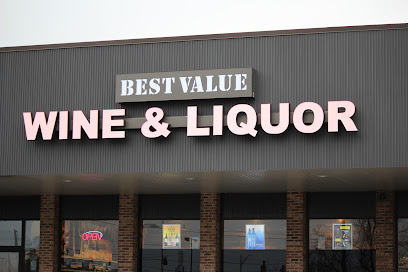 BEST VALUE
WINE & LIQUOR
OPEN